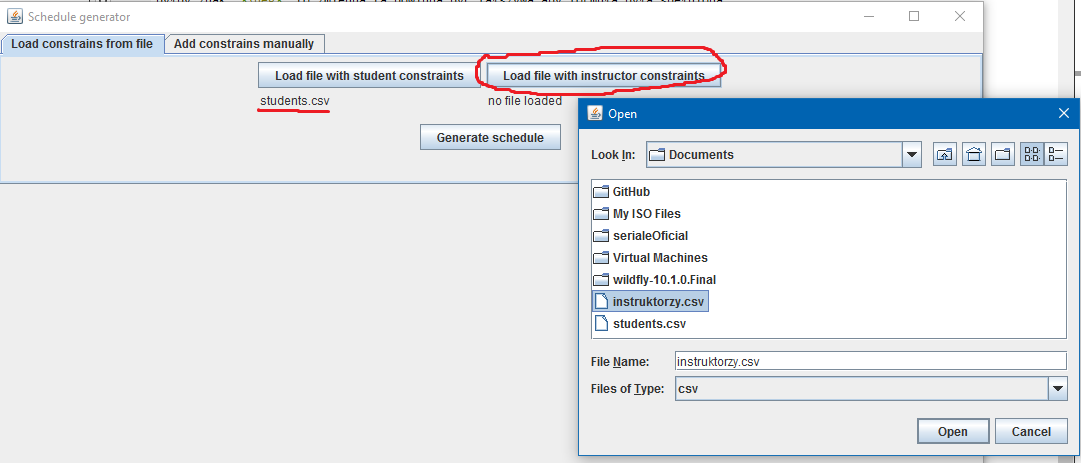 Schedule generator
Load constrains from file
Add constrains manually
Load file with student constraints
Load file with instructor constraints
students.csv
no file loaded
Generate schedule
Open
Look In:
Documents
GitHub
My ISO Files
serialeOficial
Virtual Machines
wildfly-10.1.0.Final
instruktorzy.csv
students.csv
File Name:
instruktorzy.csv
Files of Type:
csv
Open
Cancel